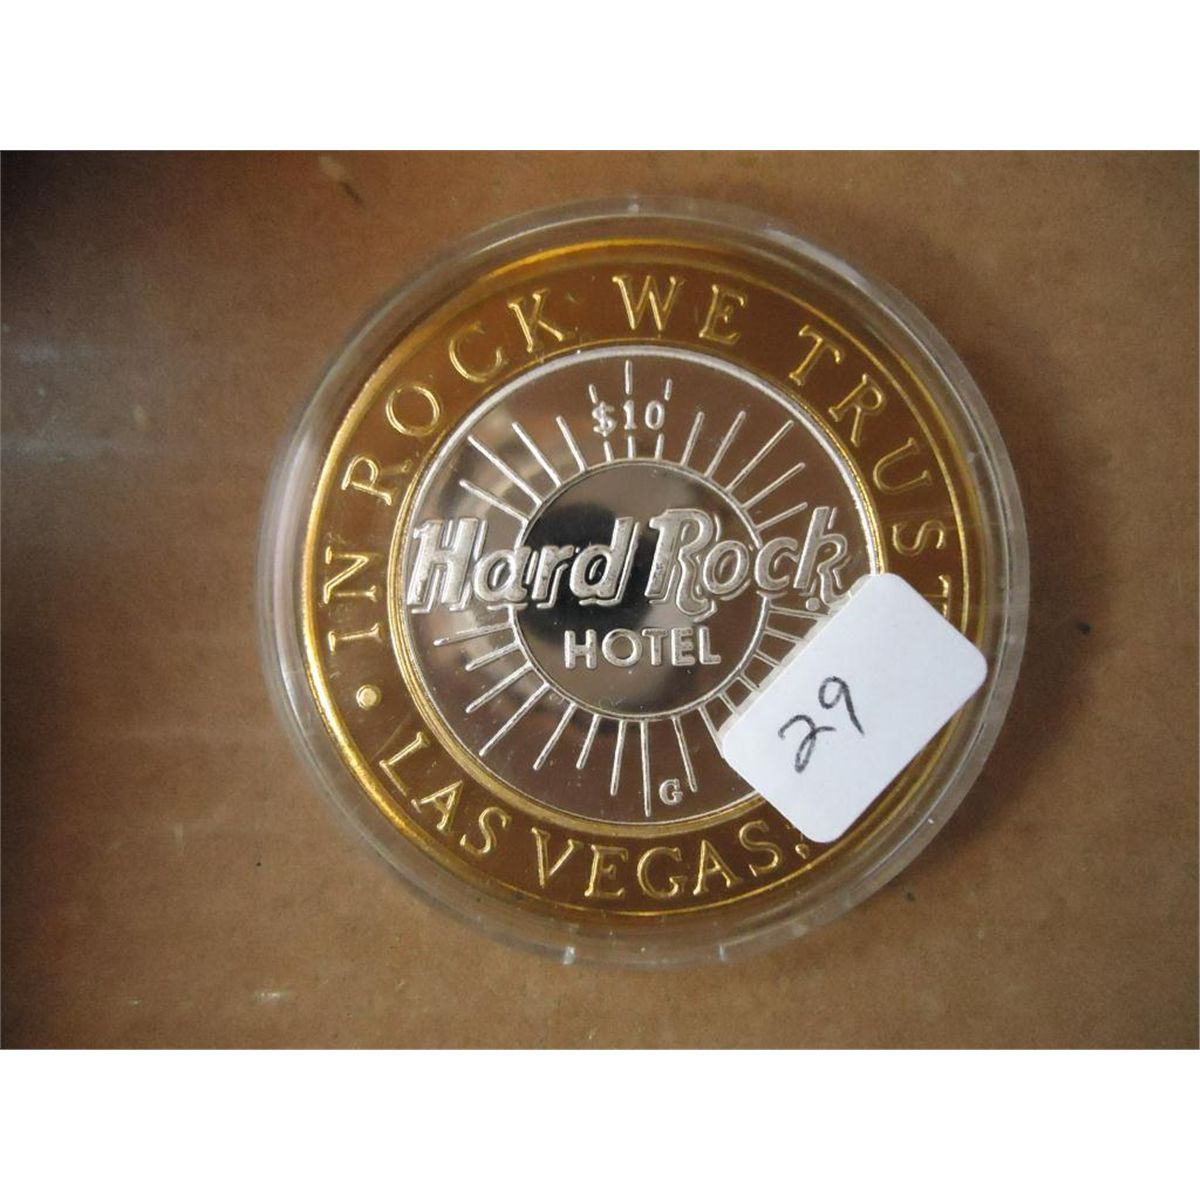 IN ROCK WE TRUST
$10
Hard Rock
HOTEL
G
• LAS VEGAS,
29